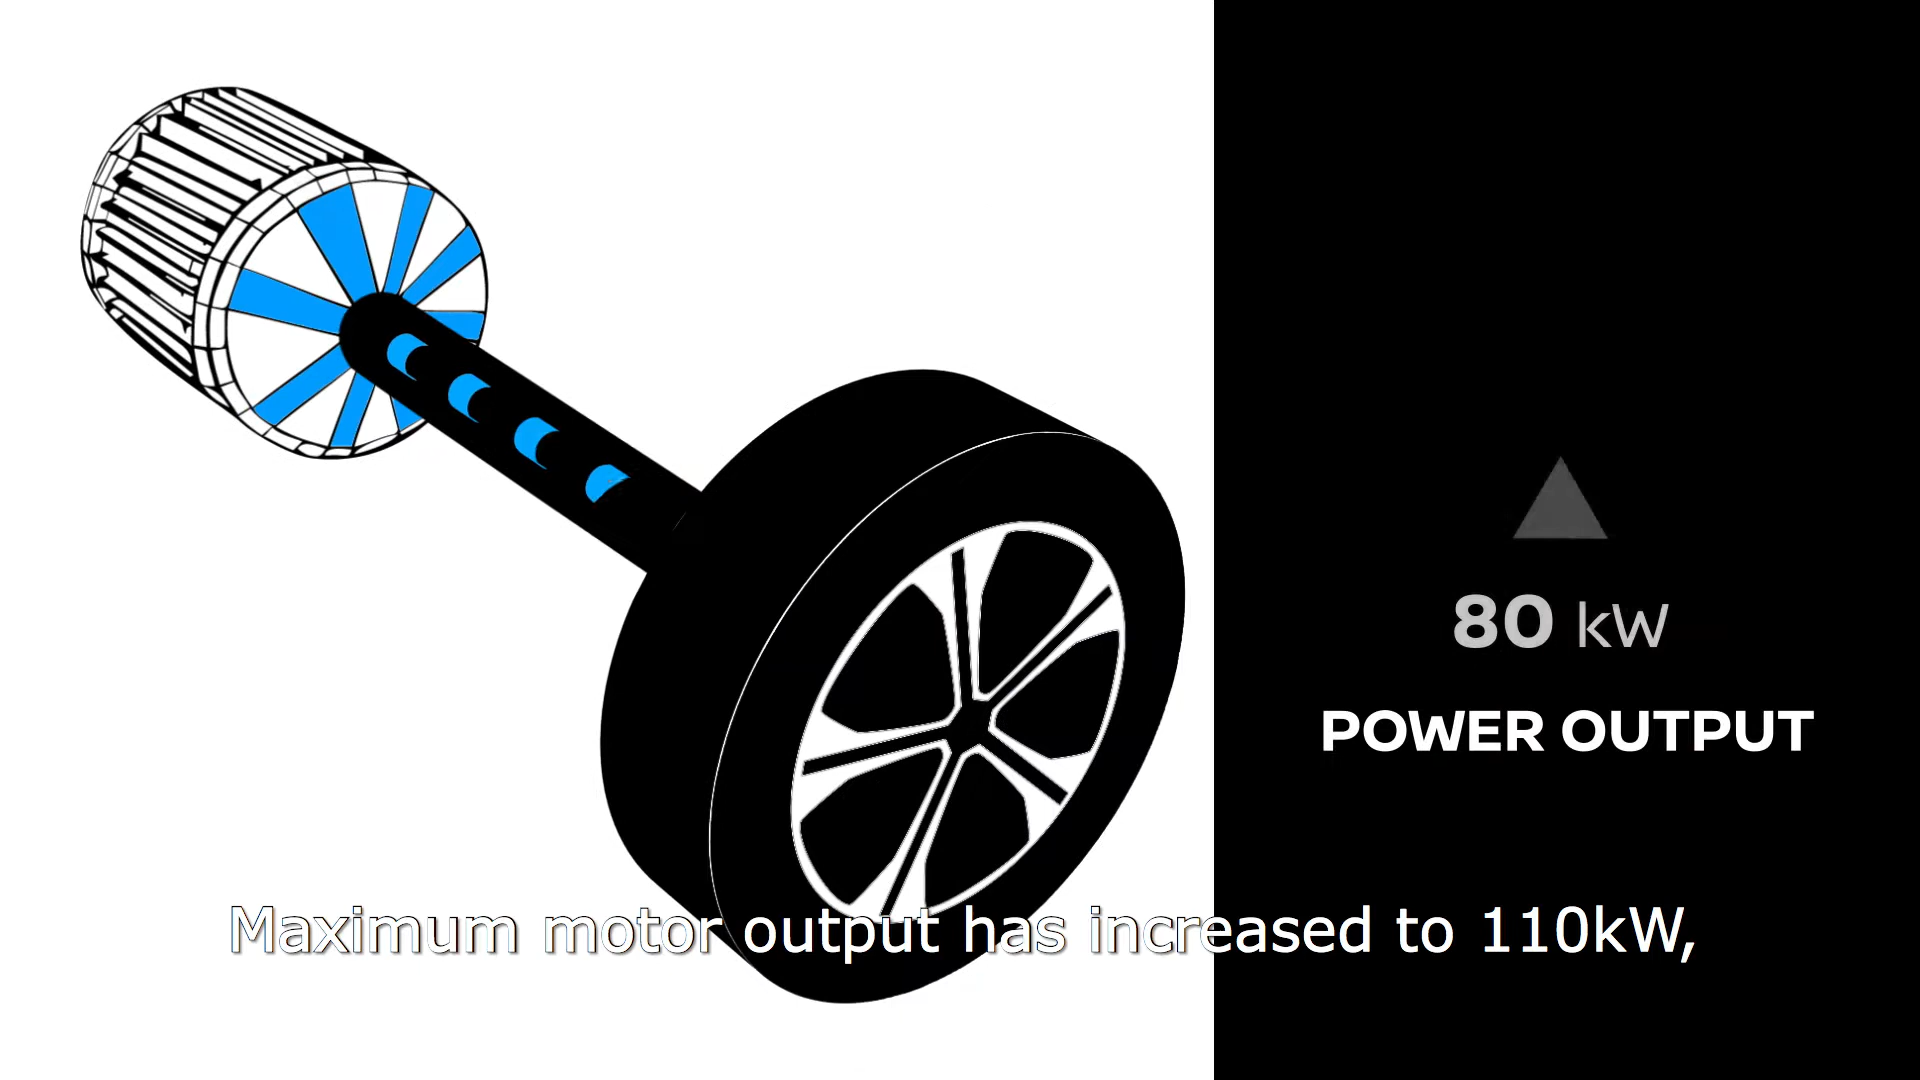 80 kW
POWER OUTPUT
Maximum motor output has increased to 110kW,